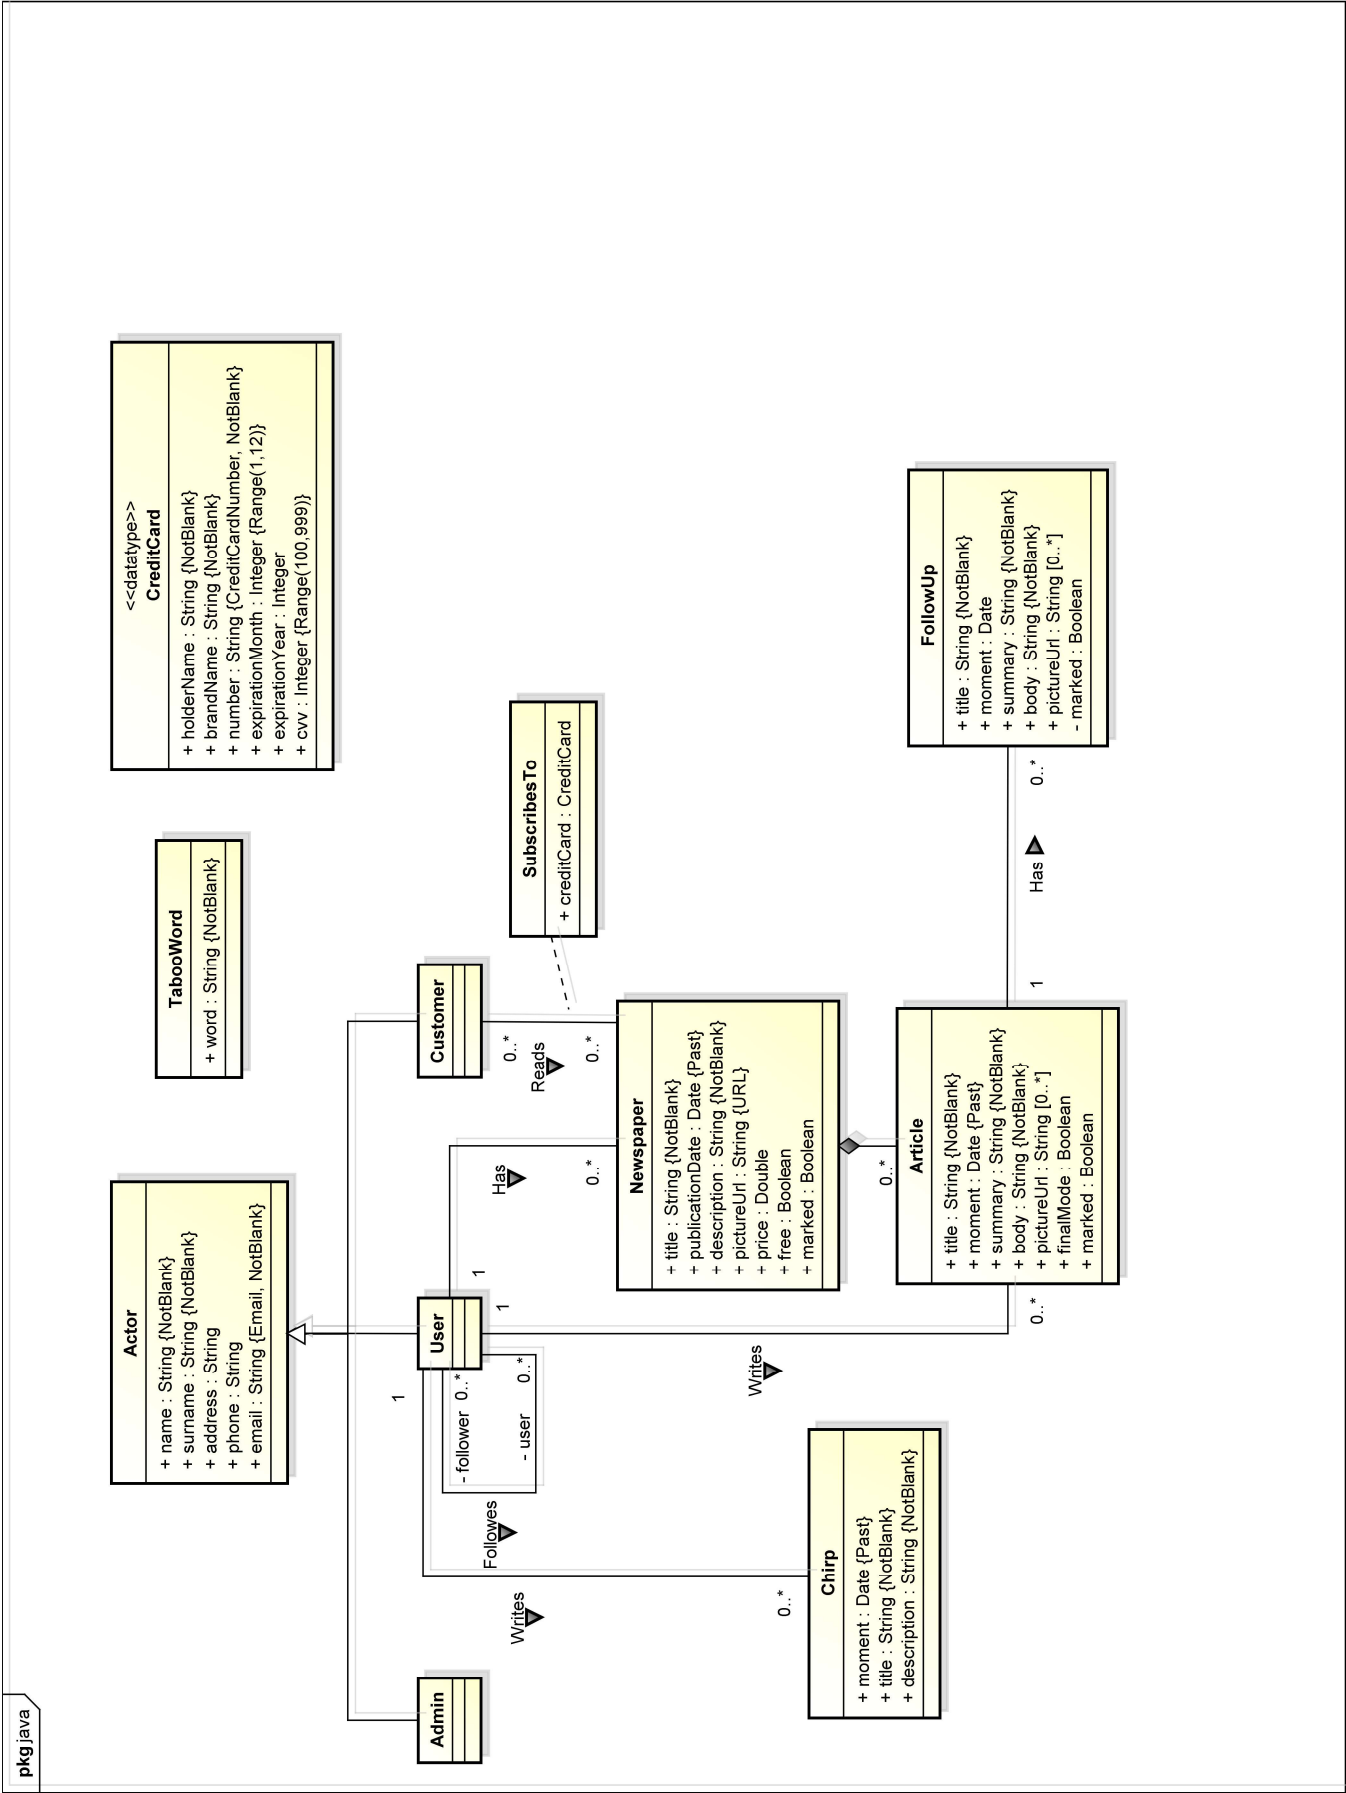 pkg java
Actor
+ name : String {NotBlank}
+ surname : String {NotBlank}
+ address : String
+ phone : String
+ email : String {Email, NotBlank}
TabooWord
+ word : String {NotBlank}
<<datatype>>
CreditCard
+ holderName : String {NotBlank}
+ brandName : String {NotBlank}
+ number : String {CreditCardNumber, NotBlank}
+ expirationMonth : Integer {Range(1,12)}
+ expirationYear : Integer
+ cvv : Integer {Range(100,999)}
Admin
User
Customer
1
1
1
- follower
0..*
- user
0..*
Followes
Writes
Has
0..*
Reads
0..*
0..*
SubscribesTo
+ creditCard : CreditCard
Newspaper
+ title : String {NotBlank}
+ publicationDate : Date {Past}
+ description : String {NotBlank}
+ pictureUrl : String {URL}
+ price : Double
+ free : Boolean
+ marked : Boolean
Writes
0..*
Chirp
+ moment : Date {Past}
+ title : String {NotBlank}
+ description : String {NotBlank}
0..*
0..*
Article
+ title : String {NotBlank}
+ moment : Date {Past}
+ summary : String {NotBlank}
+ body : String {NotBlank}
+ pictureUrl : String [0..*]
+ finalMode : Boolean
+ marked : Boolean
1
Has
0..*
FollowUp
+ title : String {NotBlank}
+ moment : Date
+ summary : String {NotBlank}
+ body : String {NotBlank}
+ pictureUrl : String [0..*]
- marked : Boolean